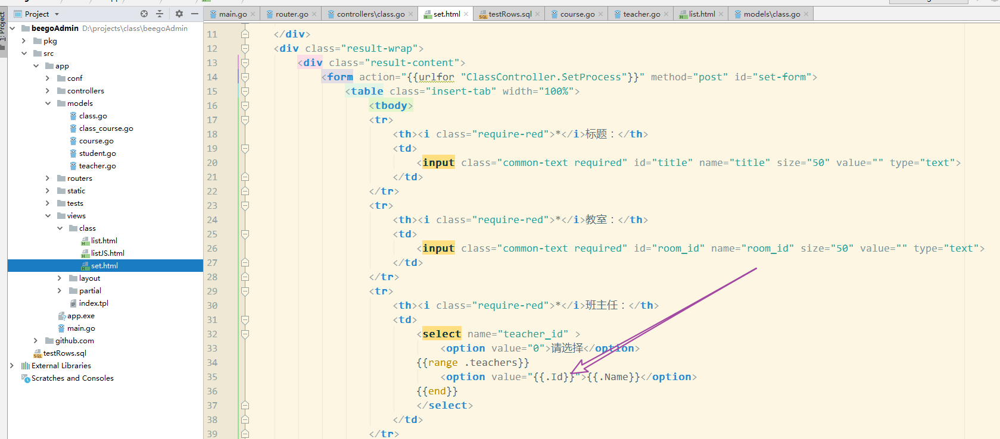 1: Project
Project
main.go
router.go
controllers\class.go
set.html
testRows.sql
course.go
teacher.go
list.html
models\class.go
beegoAdmin D:\projects\class\beegoAdmin
pkg
src
app
conf
controllers
models
class.go
class_course.go
course.go
student.go
teacher.go
routers
static
tests
views
class
list.html
listJS.html
set.html
layout
partial
index.tpl
app.exe
main.go
github.com
testRows.sql
External Libraries
Scratches and Consoles
11 </div>
12 <div class="result-wrap">
13 <div class="result-content">
14 <form action="{{urlfor "ClassController.SetProcess"}}" method="post" id="set-form">
15 <table class="insert-tab" width="100%">
16 <tbody>
17 <tr>
18 <th><i class="require-red">*</i>标题：</th>
19 <td>
20 <input class="common-text required" id="title" name="title" size="50" value="" type="text">
21 </td>
22 </tr>
23 <tr>
24 <th><i class="require-red">*</i>教室：</th>
25 <td>
26 <input class="common-text required" id="room_id" name="room_id" size="50" value="" type="text">
27 </td>
28 </tr>
29 <tr>
30 <th><i class="require-red">*</i>班主任：</th>
31 <td>
32 <select name="teacher_id" >
33 <option value="0">请选择</option>
34 {{range .teachers}}
35 <option value="{{.Id}}">{{.Name}}</option>
36 {{end}}
37 </select>
38 </td>
39 </tr>